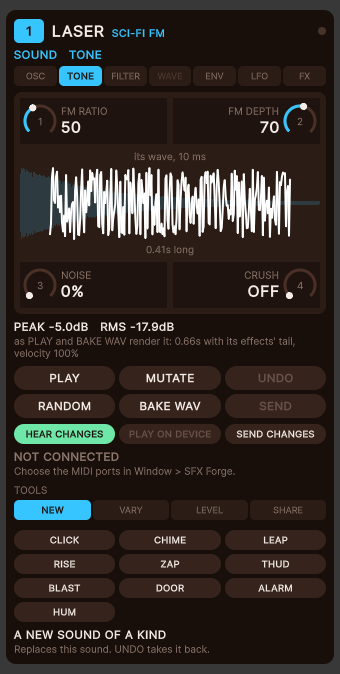 1 LASER SCI-FI FM
SOUND TONE
OSC TONE FILTER WAVE ENV LFO FX
1 FM RATIO 50
FM DEPTH 70 2
its wave, 10 ms
0.41s long
3 NOISE 0%
CRUSH OFF 4
PEAK -5.0dB RMS -17.9dB
as PLAY and BAKE WAV render it: 0.66s with its effects' tail,
velocity 100%
PLAY MUTATE UNDO
RANDOM BAKE WAV SEND
HEAR CHANGES PLAY ON DEVICE SEND CHANGES
NOT CONNECTED
Choose the MIDI ports in Window > SFX Forge.
TOOLS
NEW VARY LEVEL SHARE
CLICK CHIME LEAP
RISE ZAP THUD
BLAST DOOR ALARM
HUM
A NEW SOUND OF A KIND
Replaces this sound. UNDO takes it back.